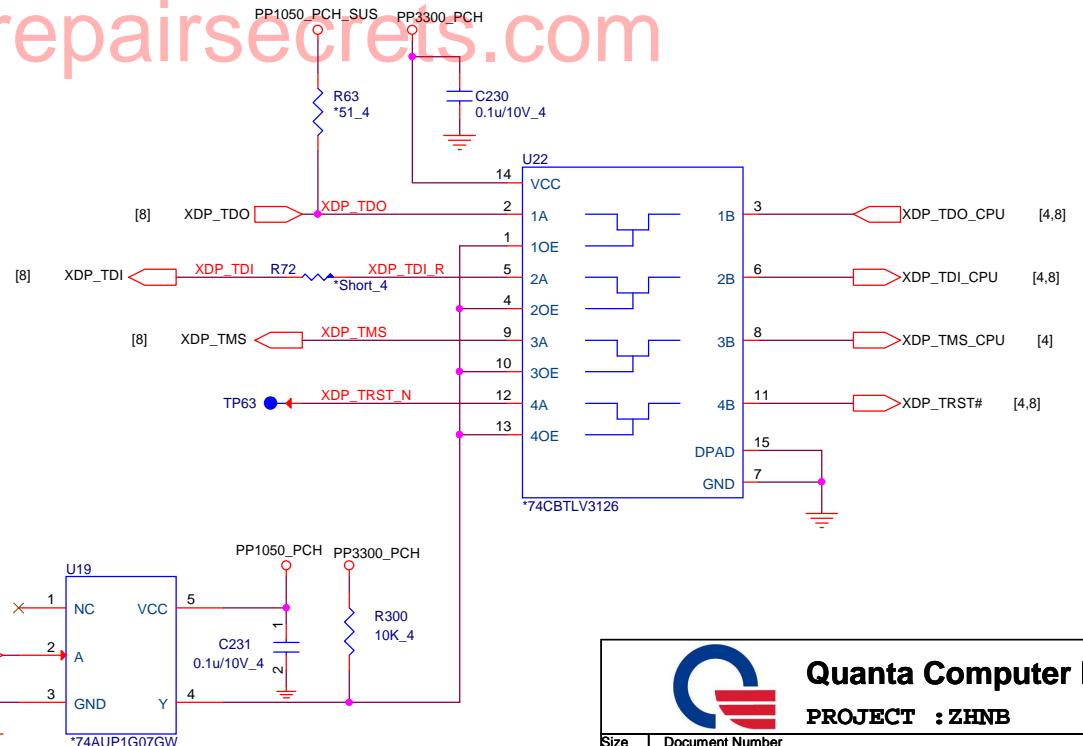 repairsecrets.com
PP1050_PCH_SUS PP3300_PCH
R63
*51_4
C230
0.1u/10V_4
U22
14 VCC
[8] XDP_TDO XDP_TDO 2 1A 1B 3 XDP_TDO_CPU [4,8]
1 1OE
[8] XDP_TDI XDP_TDI R72 *Short_4 XDP_TDI_R 5 2A 2B 6 XDP_TDI_CPU [4,8]
4 2OE
[8] XDP_TMS XDP_TMS 9 3A 3B 8 XDP_TMS_CPU [4]
10 3OE
TP63 XDP_TRST_N 12 4A 4B 11 XDP_TRST# [4,8]
13 4OE
DPAD 15
GND 7
*74CBTLV3126
PP1050_PCH PP3300_PCH
U19
1 NC VCC 5
C231
0.1u/10V_4
1
2
R300
10K_4
2 A
3 GND Y 4
*74AUP1G07GW
Quanta Computer
PROJECT : ZHNB
Size Document Number